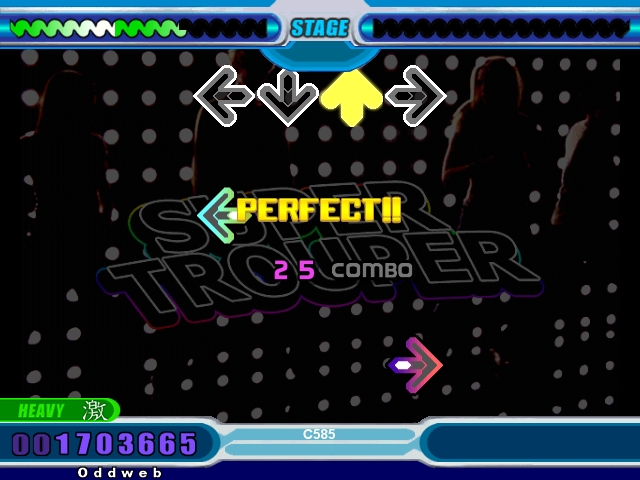 STAGE
PERFECT!!
SUPER
TROUPER
25 COMBO
HEAVY 激
001703665
C585
Oddweb